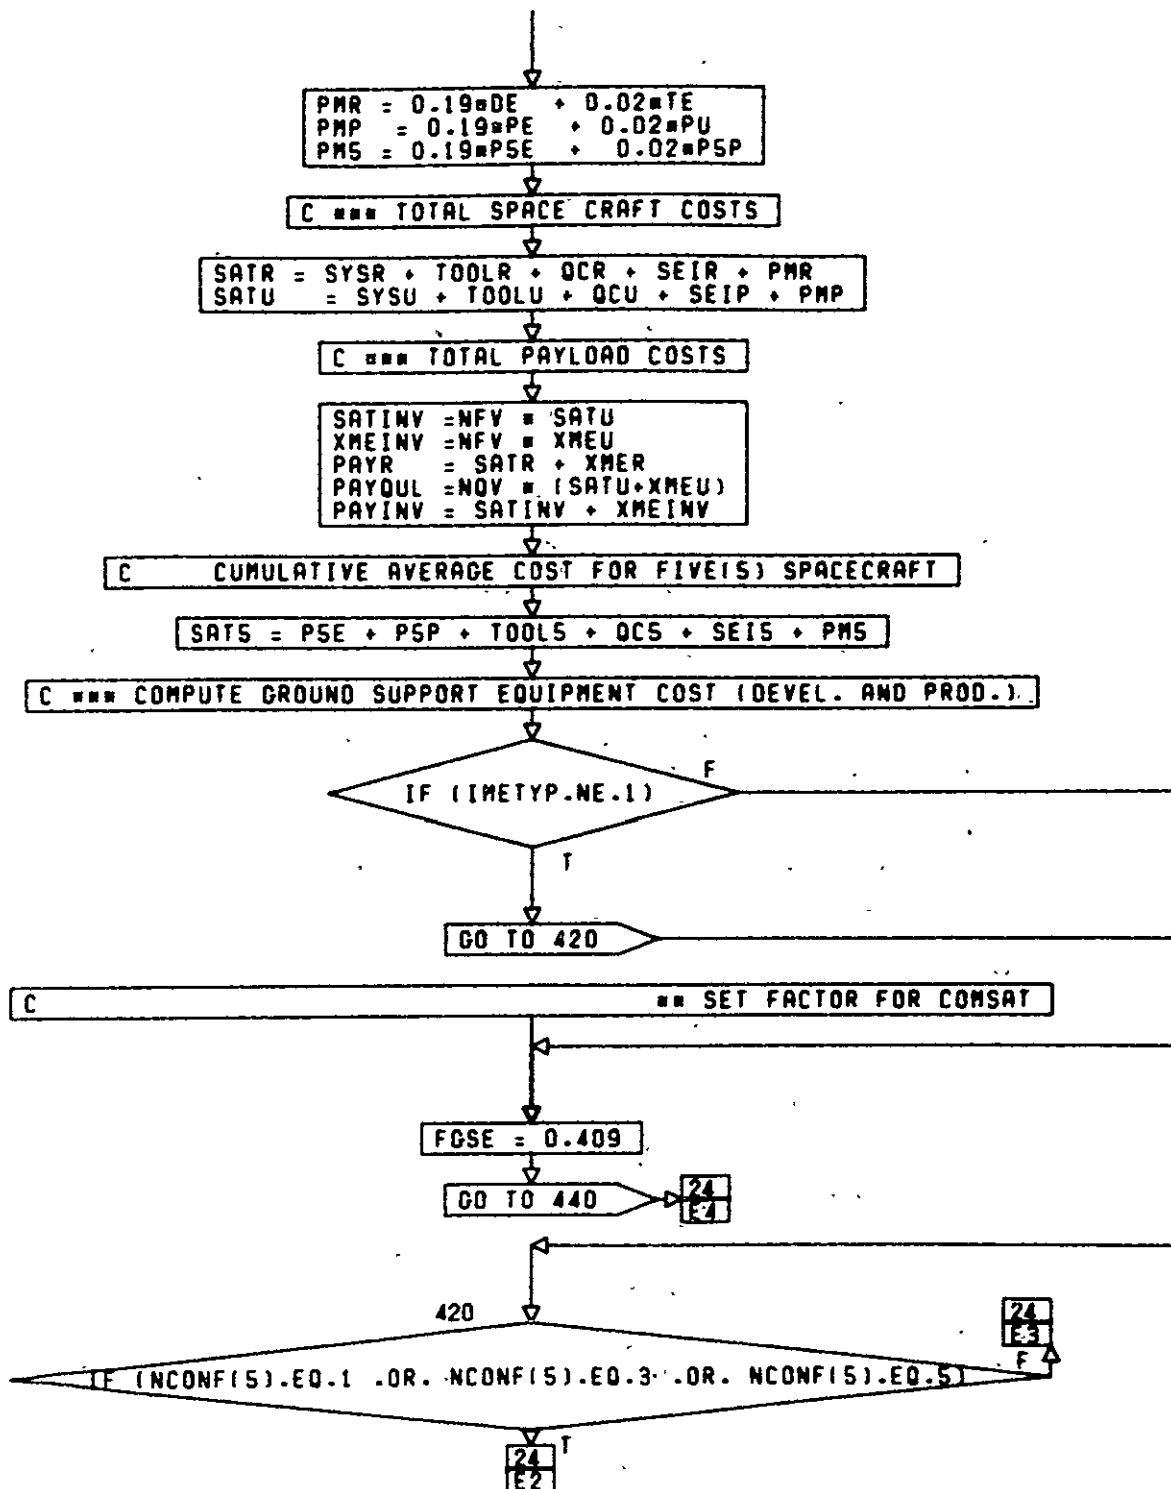 PMR = 0.19*DE + 0.02*TE
PMP = 0.19*PE + 0.02*PU
PM5 = 0.19*P5E + 0.02*P5P
C *** TOTAL SPACE CRAFT COSTS
SATR = SYSR + TOOLR + QCR + SEIR + PMR
SATU = SYSU + TOOLU + QCU + SEIP + PMP
C *** TOTAL PAYLOAD COSTS
SATINV =NFV * SATU
XMEINV =NFV * XMEU
PAYR = SATR + XMER
PAYQUL =NQV * (SATU+XMEU)
PAYINV = SATINV + XMEINV
C CUMULATIVE AVERAGE COST FOR FIVE(5) SPACECRAFT
SAT5 = P5E + P5P + TOOL5 + QC5 + SEI5 + PM5
C *** COMPUTE GROUND SUPPORT EQUIPMENT COST (DEVEL. AND PROD.)
IF (IMETYP.NE.1)
F
T
GO TO 420
C ** SET FACTOR FOR COMSAT
FGSE = 0.409
GO TO 440
24
E4
420
24
E3
IF (NCONF(5).EQ.1 .OR. NCONF(5).EQ.3 .OR. NCONF(5).EQ.5)
F
T
24
E2